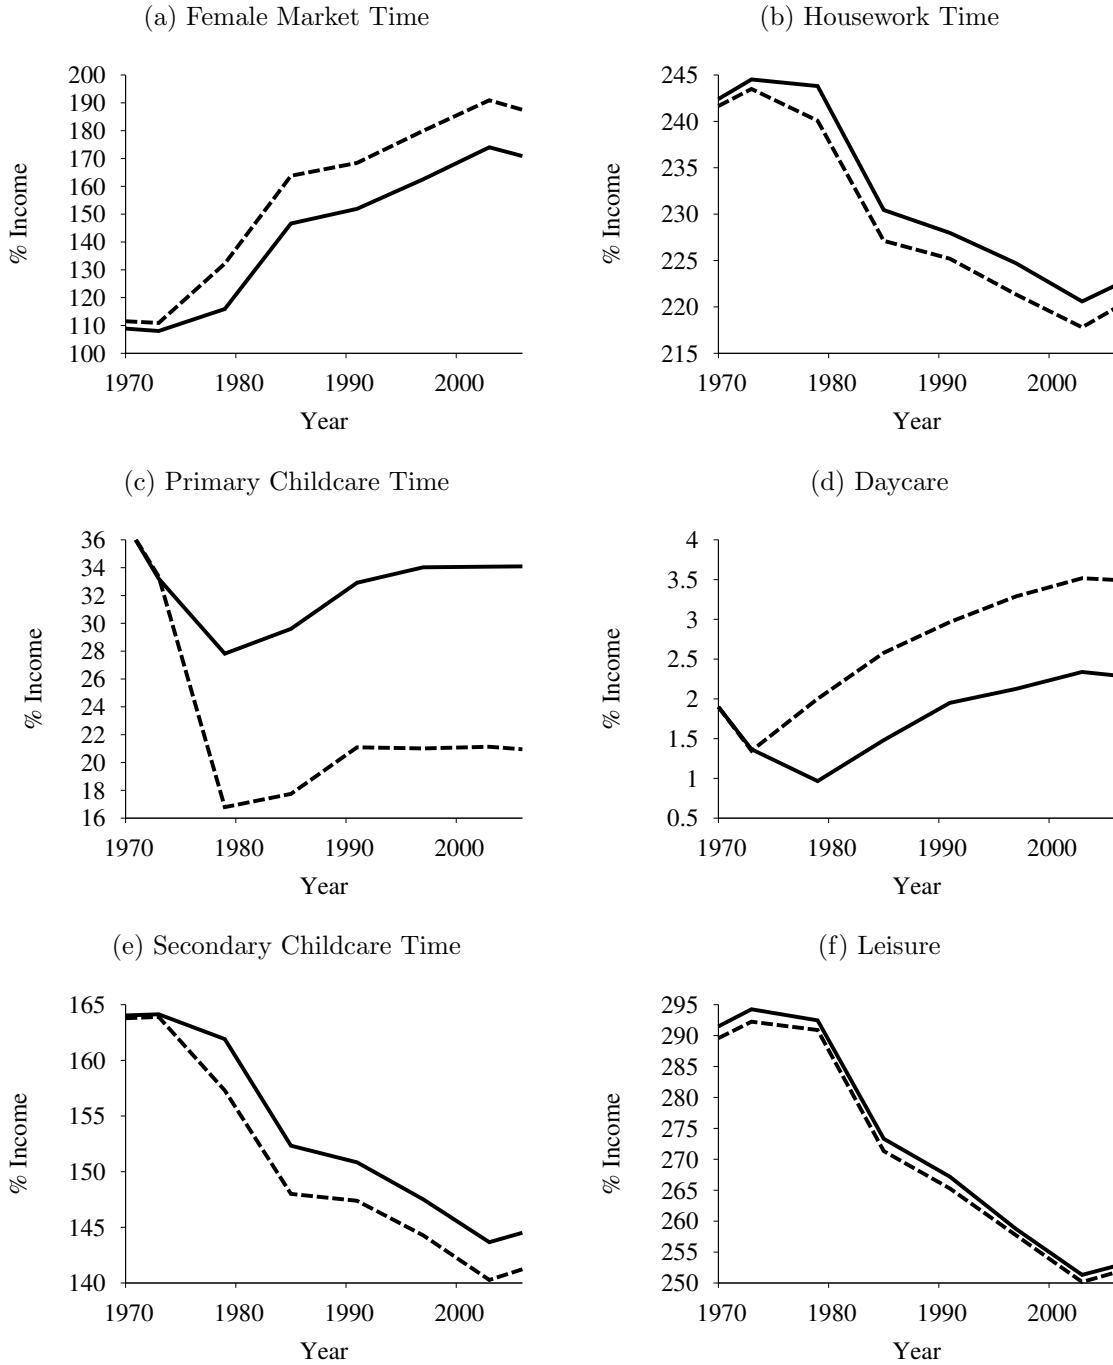 (a) Female Market Time
200
190
180
170
160
150
140
130
120
110
100
% Income
1970 1980 1990 2000
Year
(b) Housework Time
245
240
235
230
225
220
215
% Income
1970 1980 1990 2000
Year
(c) Primary Childcare Time
36
34
32
30
28
26
24
21
20
18
16
% Income
1970 1980 1990 2000
Year
(d) Daycare
4
3.5
3
2.5
2
1.5
1
0.5
% Income
1970 1980 1990 2000
Year
(e) Secondary Childcare Time
165
160
155
150
145
140
% Income
1970 1980 1990 2000
Year
(f) Leisure
295
290
285
280
275
270
265
260
255
250
% Income
1970 1980 1990 2000
Year